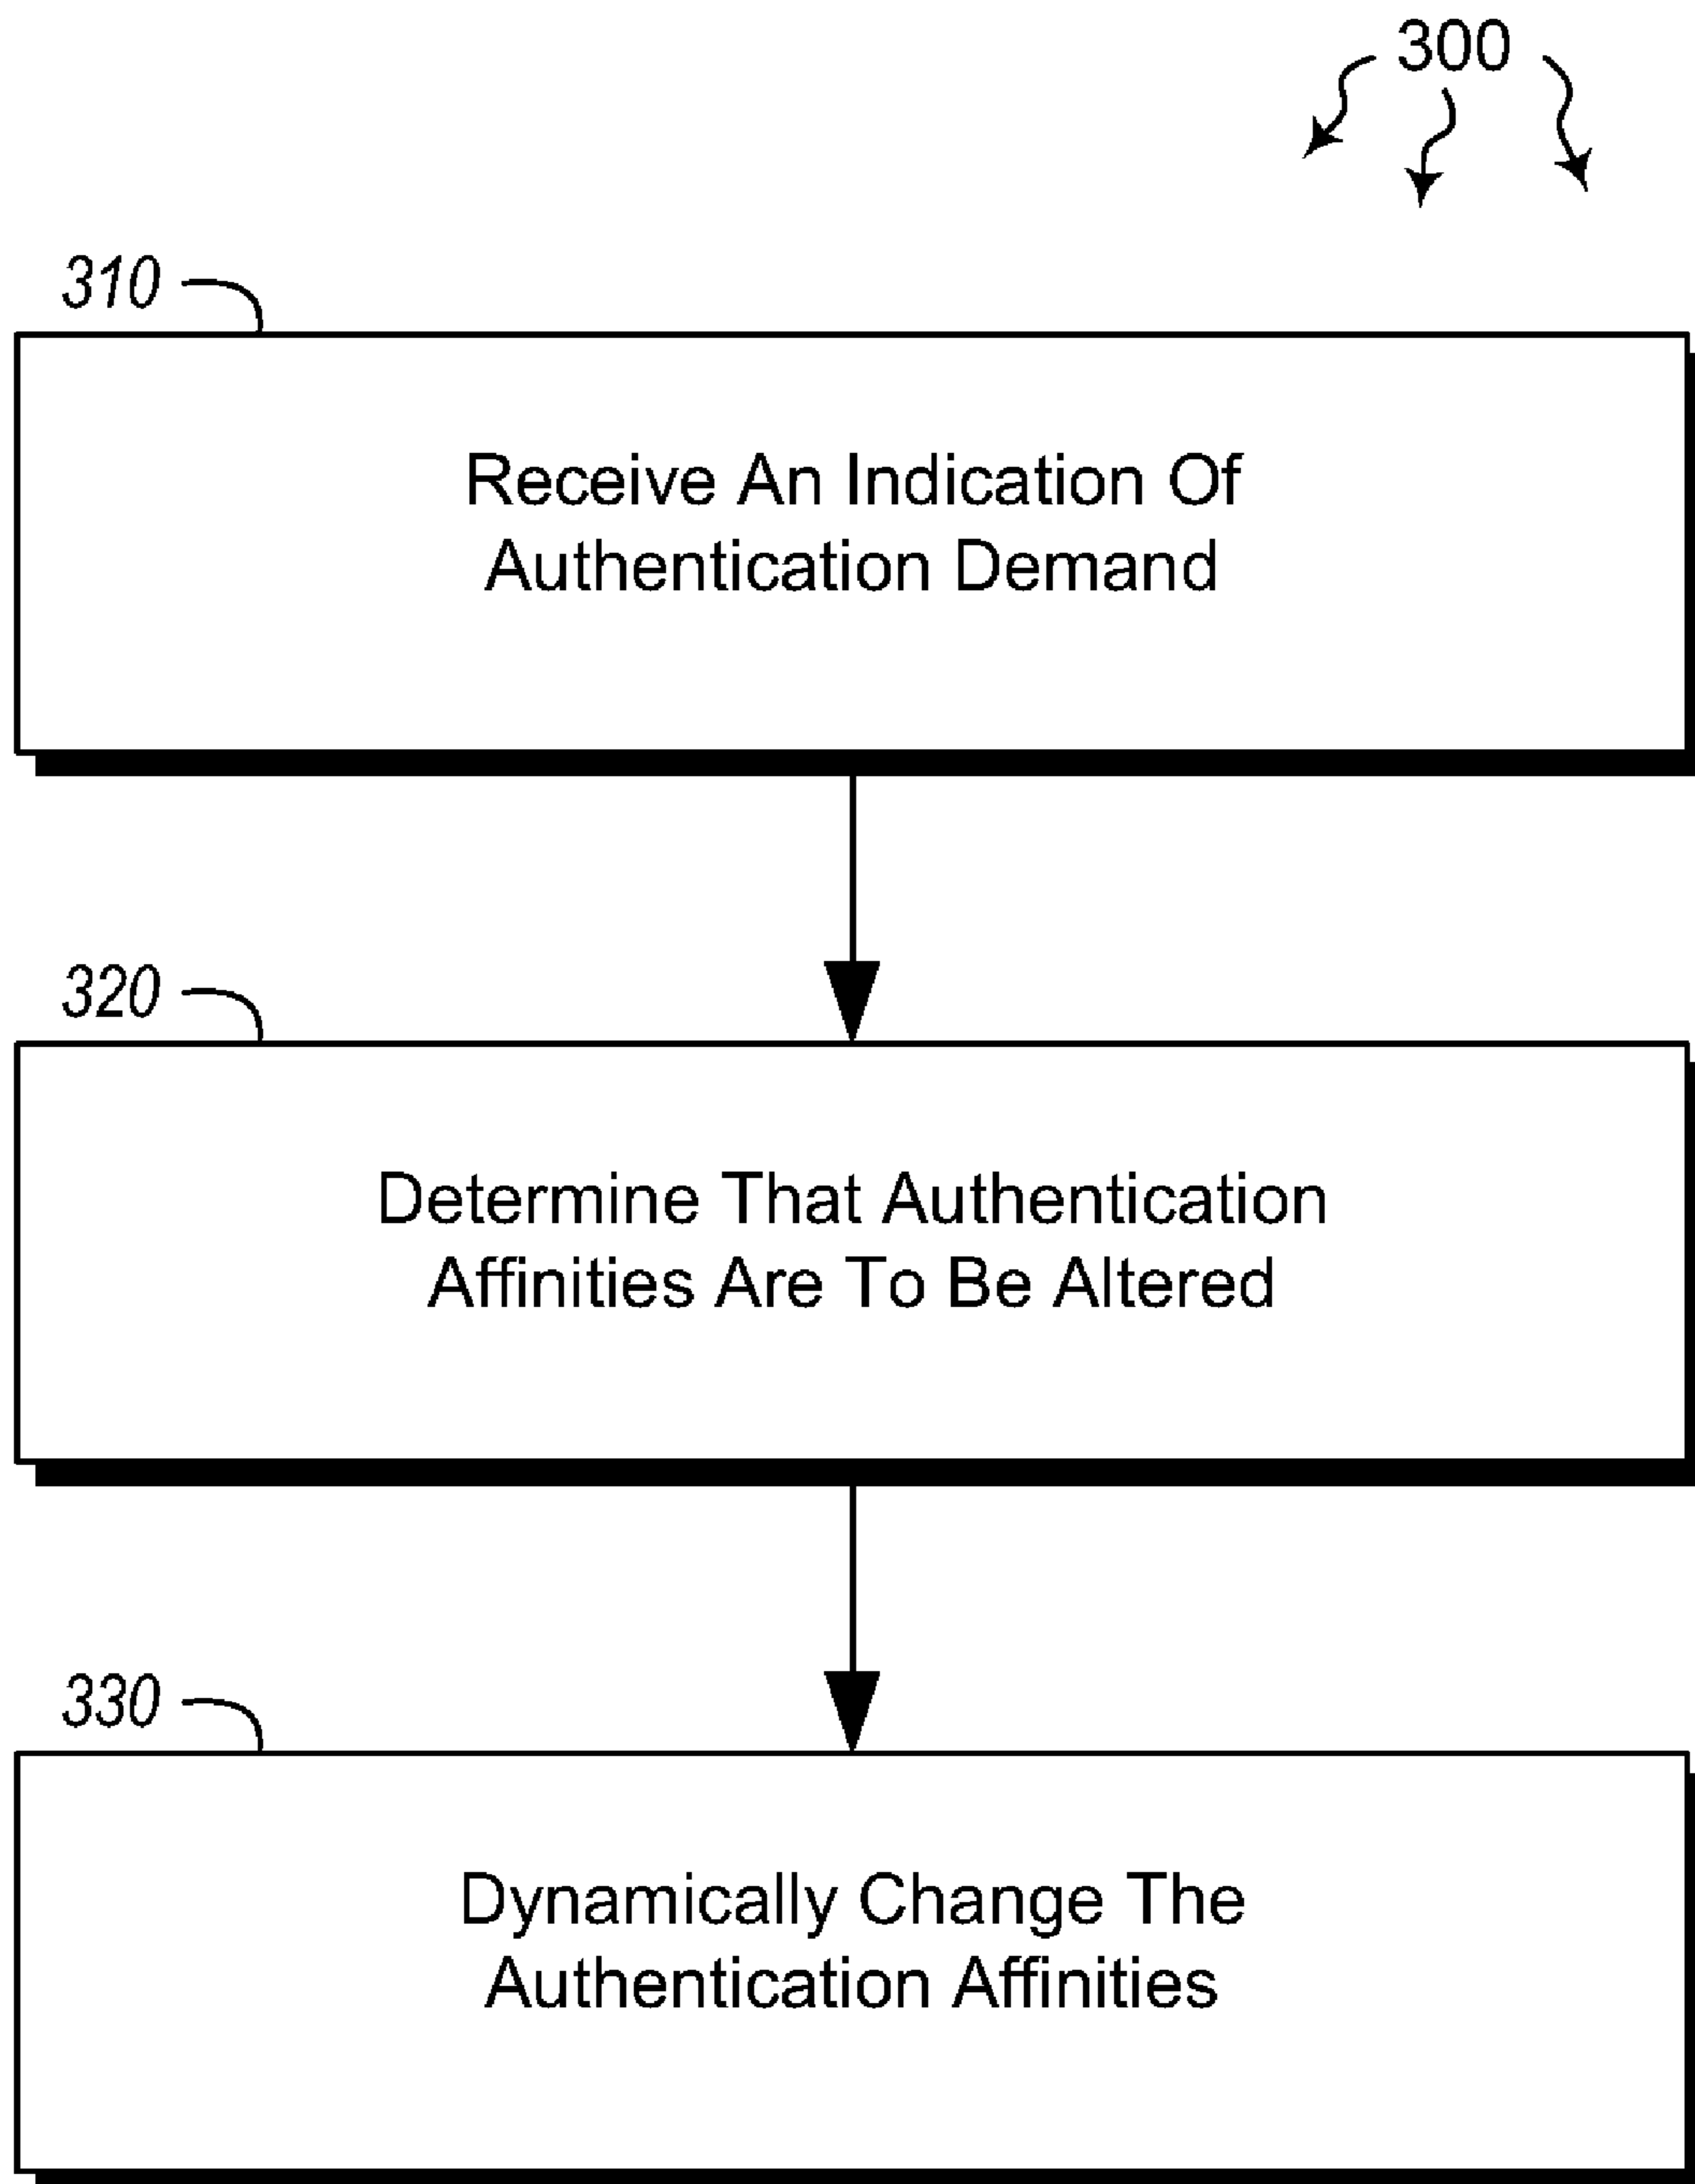 300
310
Receive An Indication Of
Authentication Demand
320
Determine That Authentication
Affinities Are To Be Altered
330
Dynamically Change The
Authentication Affinities